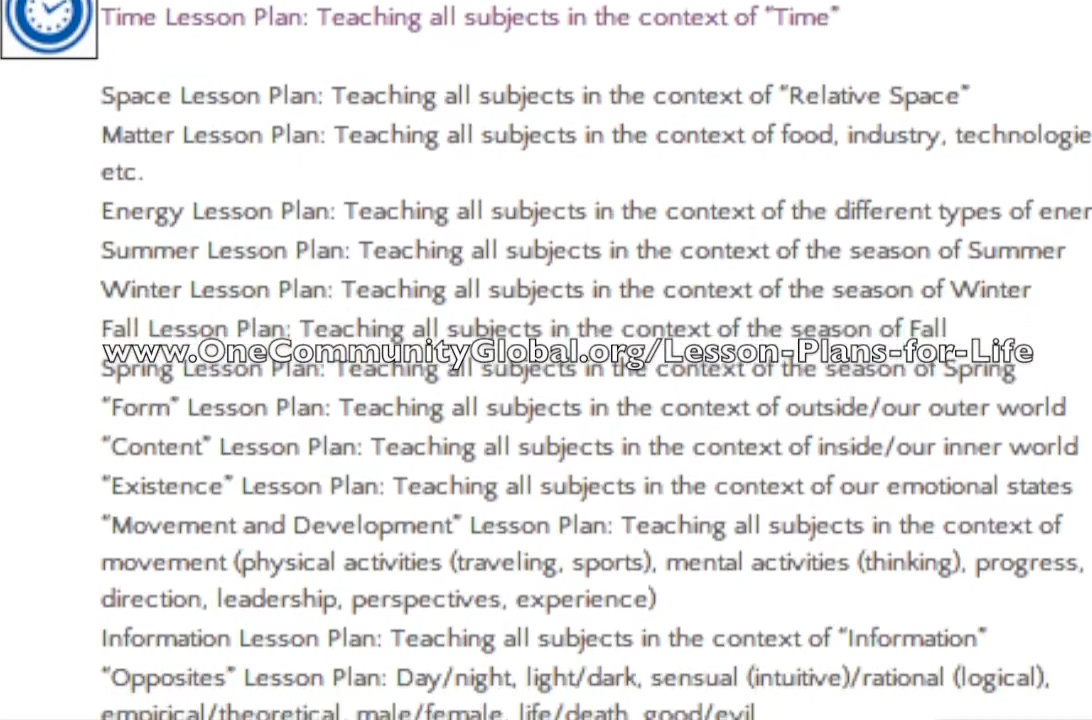 Time Lesson Plan: Teaching all subjects in the context of "Time"
Space Lesson Plan: Teaching all subjects in the context of "Relative Space"
Matter Lesson Plan: Teaching all subjects in the context of food, industry, technologie
etc.
Energy Lesson Plan: Teaching all subjects in the context of the different types of ener
Summer Lesson Plan: Teaching all subjects in the context of the season of Summer
Winter Lesson Plan: Teaching all subjects in the context of the season of Winter
Fall Lesson Plan: Teaching all subjects in the context of the season of Fall
www.OneCommunityGlobal.org/Lesson-Plans-for-Life
Spring Lesson Plan: Teaching all subjects in the context of the season of Spring
"Form" Lesson Plan: Teaching all subjects in the context of outside/our outer world
"Content" Lesson Plan: Teaching all subjects in the context of inside/our inner world
"Existence" Lesson Plan: Teaching all subjects in the context of our emotional states
"Movement and Development" Lesson Plan: Teaching all subjects in the context of
movement (physical activities (traveling, sports), mental activities (thinking), progress,
direction, leadership, perspectives, experience)
Information Lesson Plan: Teaching all subjects in the context of "Information"
"Opposites" Lesson Plan: Day/night, light/dark, sensual (intuitive)/rational (logical),
empirical/theoretical, male/female, life/death, good/evil